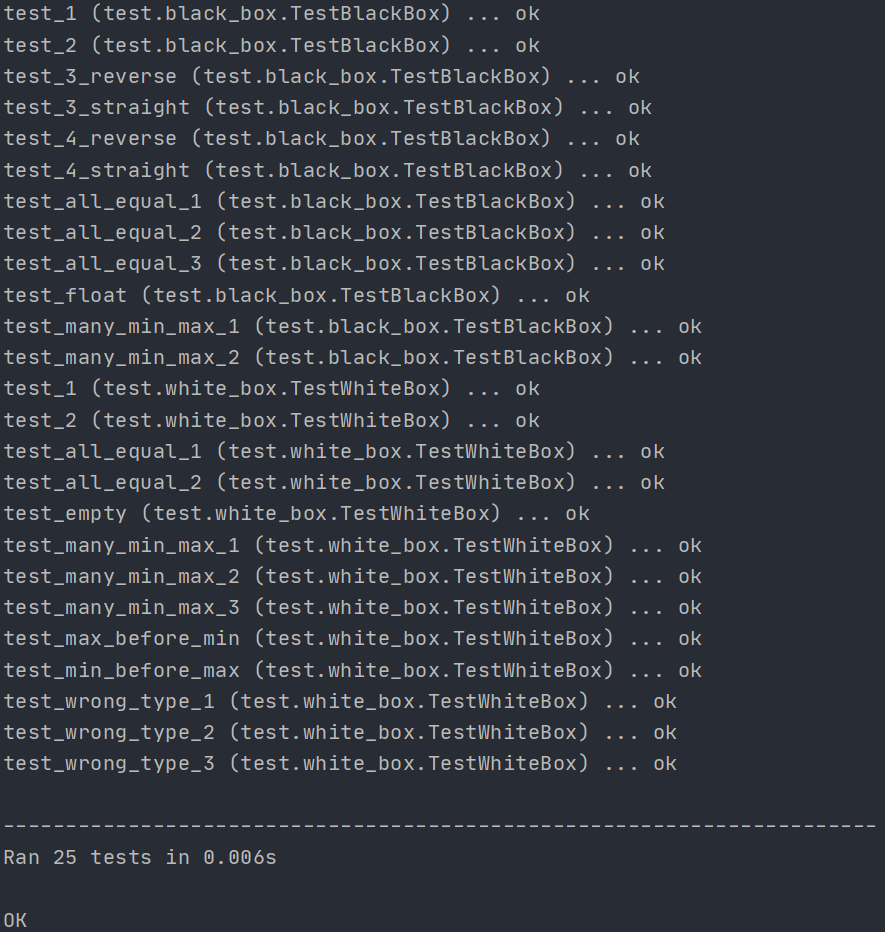 test_1 (test.black_box.TestBlackBox) ... ok
test_2 (test.black_box.TestBlackBox) ... ok
test_3_reverse (test.black_box.TestBlackBox) ... ok
test_3_straight (test.black_box.TestBlackBox) ... ok
test_4_reverse (test.black_box.TestBlackBox) ... ok
test_4_straight (test.black_box.TestBlackBox) ... ok
test_all_equal_1 (test.black_box.TestBlackBox) ... ok
test_all_equal_2 (test.black_box.TestBlackBox) ... ok
test_all_equal_3 (test.black_box.TestBlackBox) ... ok
test_float (test.black_box.TestBlackBox) ... ok
test_many_min_max_1 (test.black_box.TestBlackBox) ... ok
test_many_min_max_2 (test.black_box.TestBlackBox) ... ok
test_1 (test.white_box.TestWhiteBox) ... ok
test_2 (test.white_box.TestWhiteBox) ... ok
test_all_equal_1 (test.white_box.TestWhiteBox) ... ok
test_all_equal_2 (test.white_box.TestWhiteBox) ... ok
test_empty (test.white_box.TestWhiteBox) ... ok
test_many_min_max_1 (test.white_box.TestWhiteBox) ... ok
test_many_min_max_2 (test.white_box.TestWhiteBox) ... ok
test_many_min_max_3 (test.white_box.TestWhiteBox) ... ok
test_max_before_min (test.white_box.TestWhiteBox) ... ok
test_min_before_max (test.white_box.TestWhiteBox) ... ok
test_wrong_type_1 (test.white_box.TestWhiteBox) ... ok
test_wrong_type_2 (test.white_box.TestWhiteBox) ... ok
test_wrong_type_3 (test.white_box.TestWhiteBox) ... ok
----------------------------------------------------------------------
Ran 25 tests in 0.006s
OK